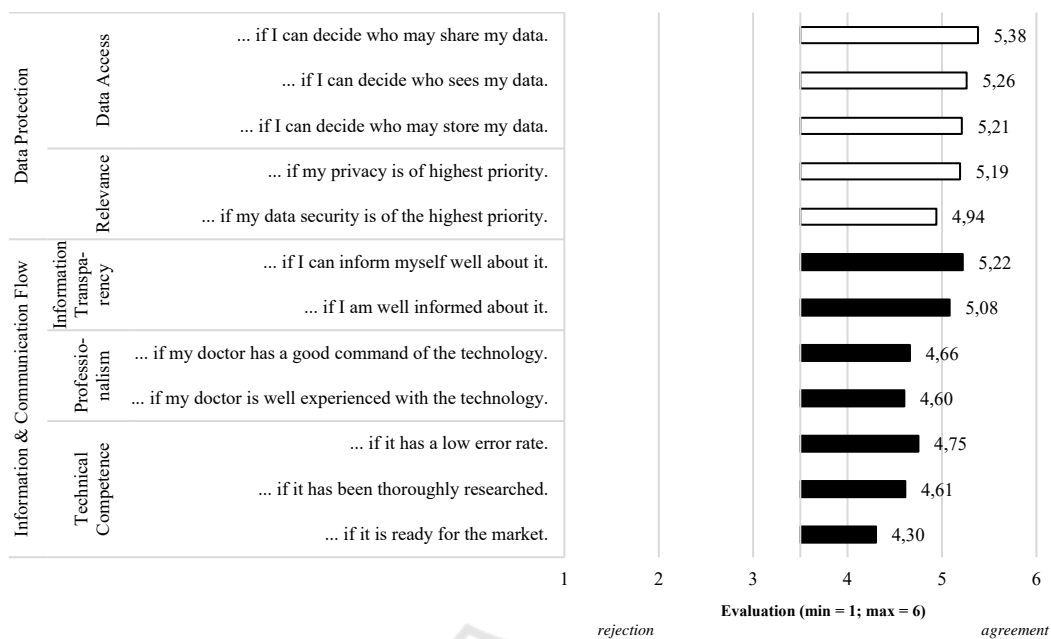 Data Protection
Data Access
... if I can decide who may share my data.
5,38
... if I can decide who sees my data.
5,26
... if I can decide who may store my data.
5,21
Relevance
... if my privacy is of highest priority.
5,19
... if my data security is of the highest priority.
4,94
Information & Communication Flow
Information
Transpa-
rency
... if I can inform myself well about it.
5,22
... if I am well informed about it.
5,08
Professio-
nalism
... if my doctor has a good command of the technology.
4,66
... if my doctor is well experienced with the technology.
4,60
Technical
Competence
... if it has a low error rate.
4,75
... if it has been thoroughly researched.
4,61
... if it is ready for the market.
4,30
1 2 3 4 5 6
Evaluation (min = 1; max = 6)
rejection agreement